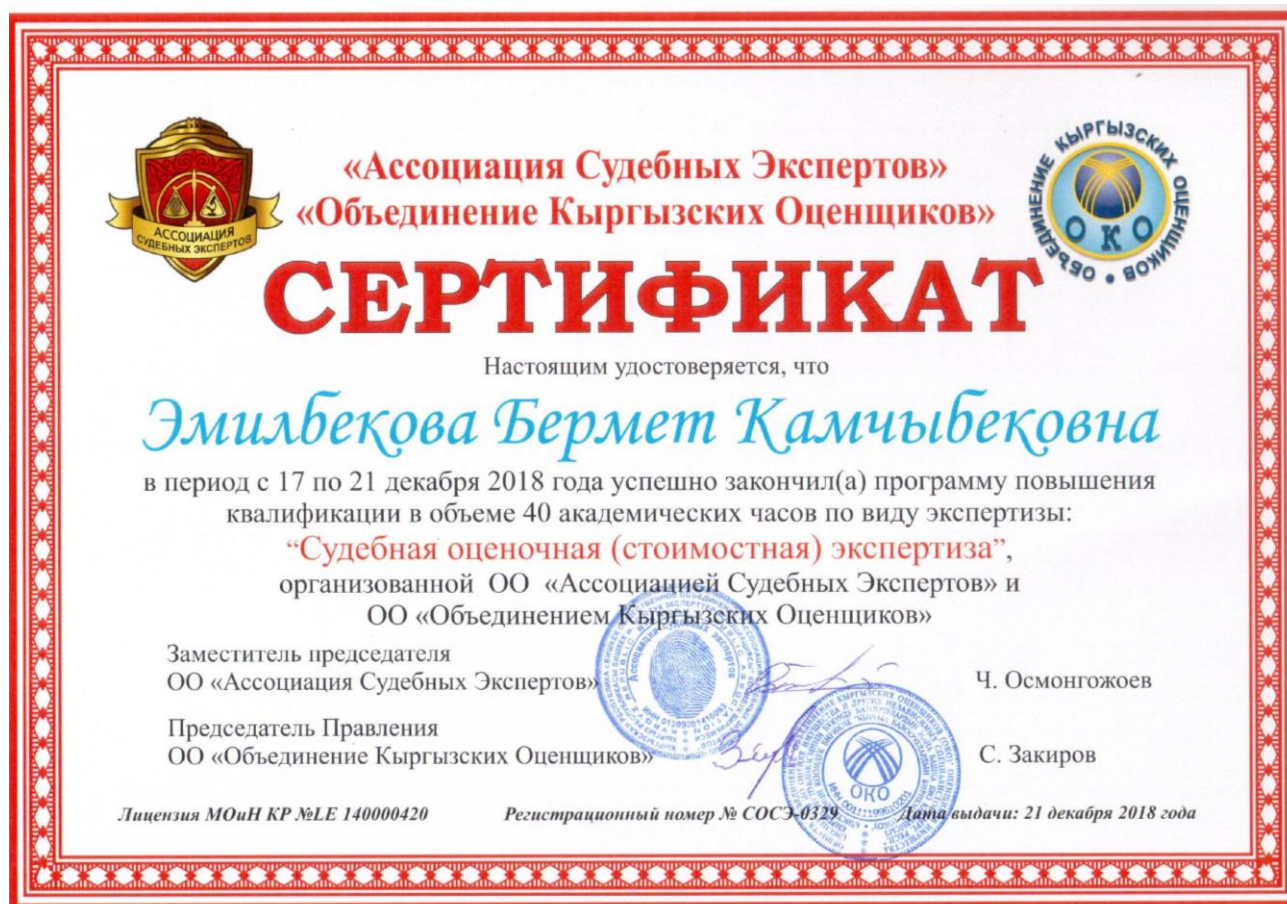 «Ассоциация Судебных Экспертов»
«Объединение Кыргызских Оценщиков»
АССОЦИАЦИЯ
СУДЕБНЫХ ЭКСПЕРТОВ
ОБЪЕДИНЕНИЕ КЫРГЫЗСКИХ ОЦЕНЩИКОВ
ОКО
СЕРТИФИКАТ
Настоящим удостоверяется, что
Эмилбекова Бермет Камчыбековна
в период с 17 по 21 декабря 2018 года успешно закончил(а) программу повышения
квалификации в объеме 40 академических часов по виду экспертизы:
“Судебная оценочная (стоимостная) экспертиза”,
организованной ОО «Ассоциацией Судебных Экспертов» и
ОО «Объединением Кыргызских Оценщиков»
Заместитель председателя
ОО «Ассоциация Судебных Экспертов»
Ч. Осмонгожоев
Председатель Правления
ОО «Объединение Кыргызских Оценщиков»
С. Закиров
ОКО
Лицензия МОиН КР №LE 140000420 Регистрационный номер № СОСЭ-0329 Дата выдачи: 21 декабря 2018 года